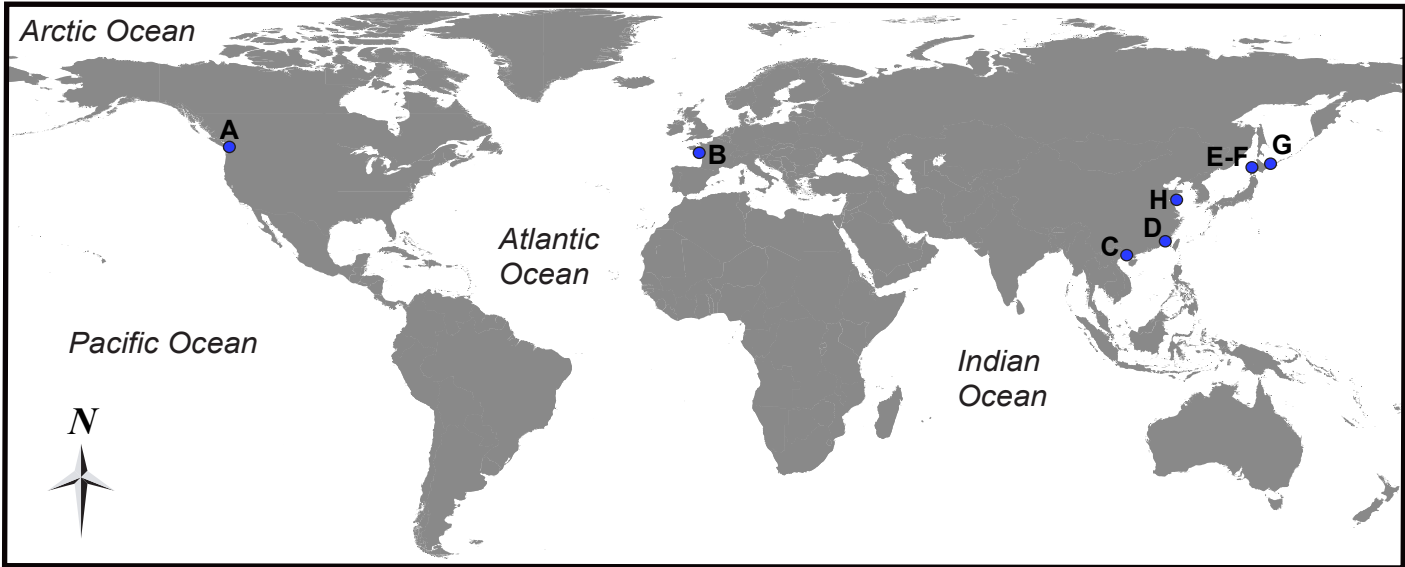 Arctic Ocean
A
B
E-F
G
H
D
C
Atlantic
Ocean
Pacific Ocean
Indian
Ocean
N